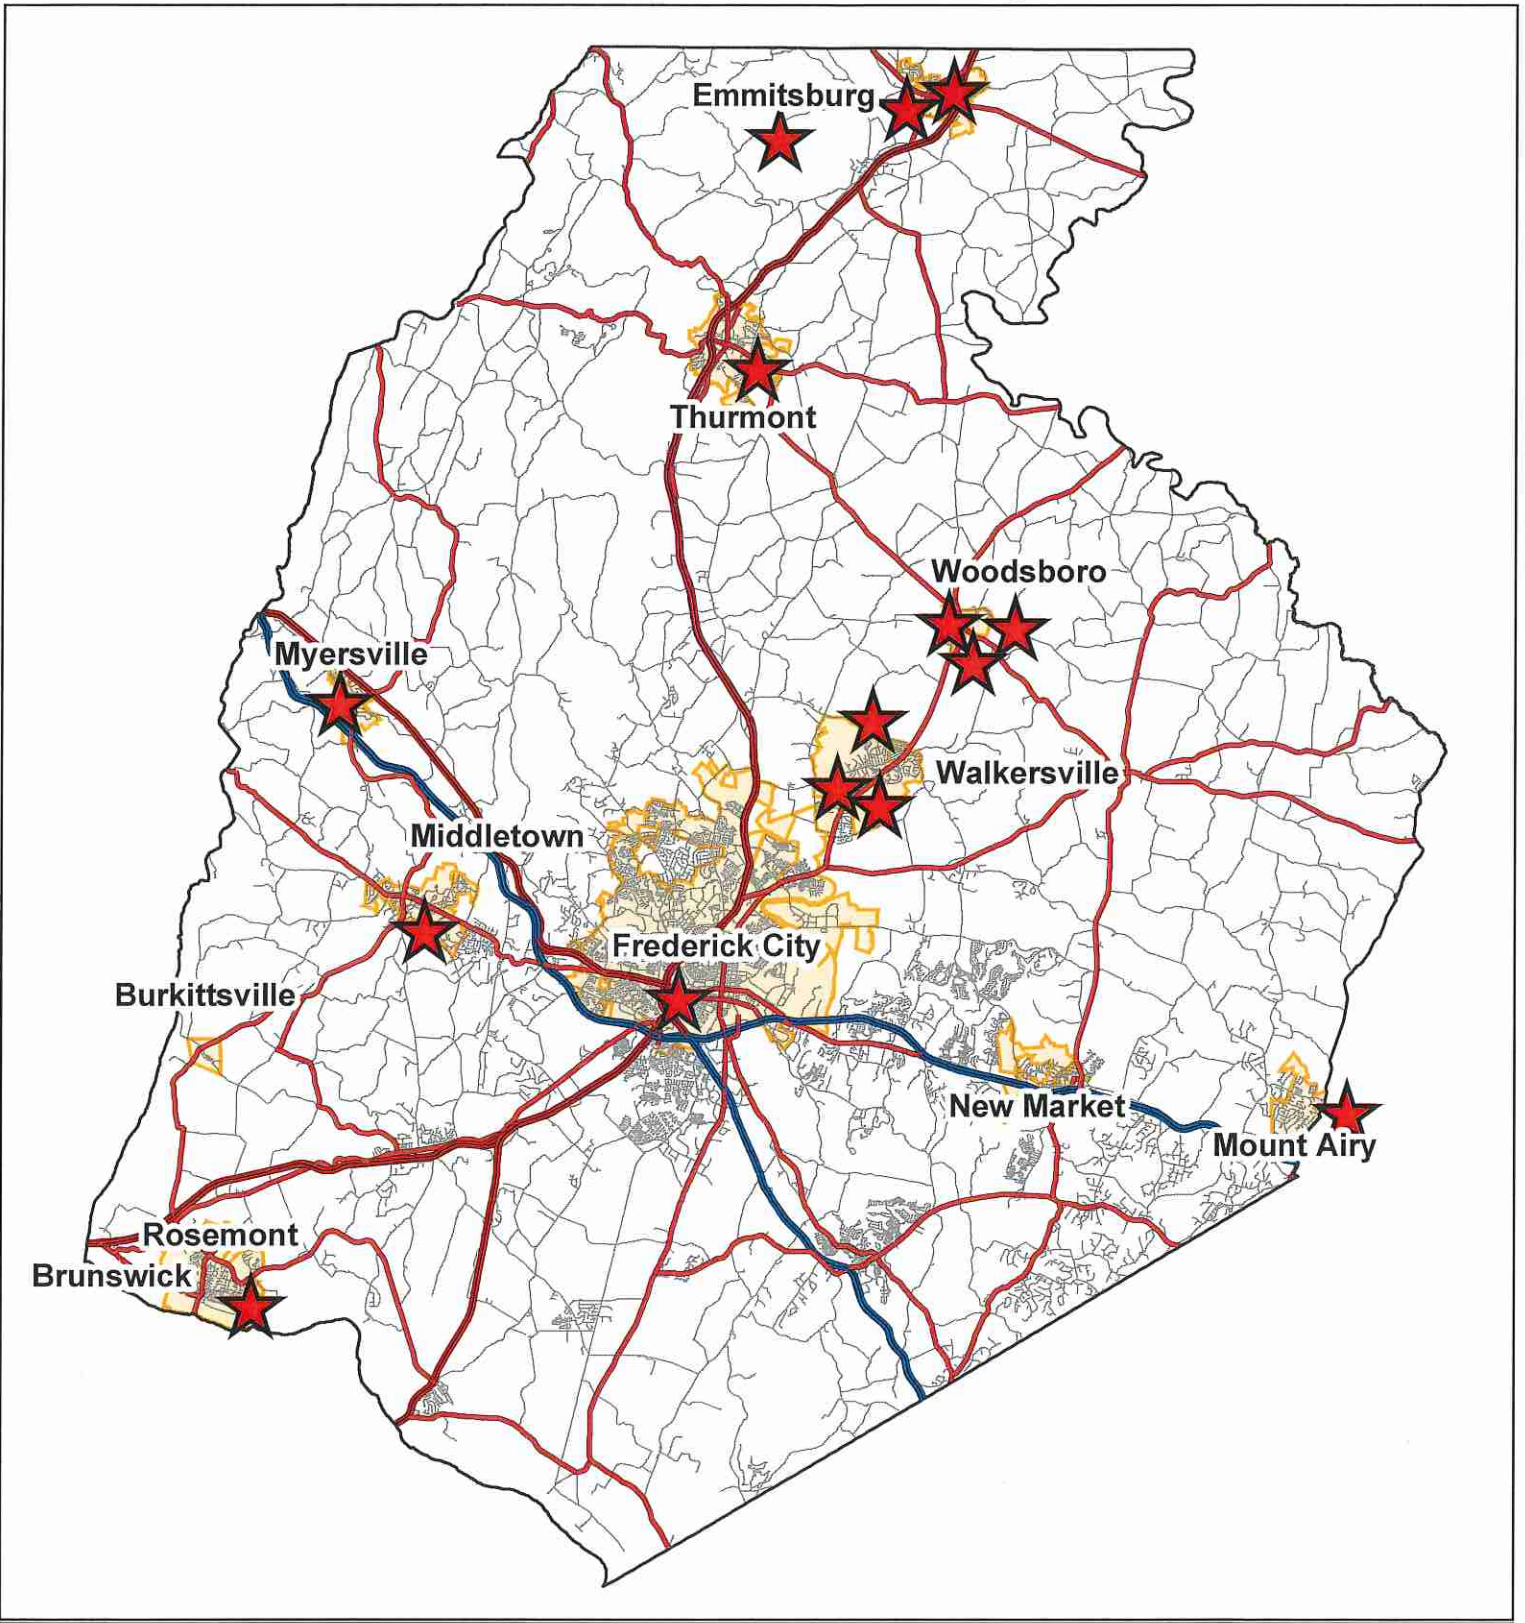 Emmitsburg
Thurmont
Woodsboro
Myersville
Walkersville
Middletown
Frederick City
Burkittsville
New Market
Mount Airy
Rosemont
Brunswick